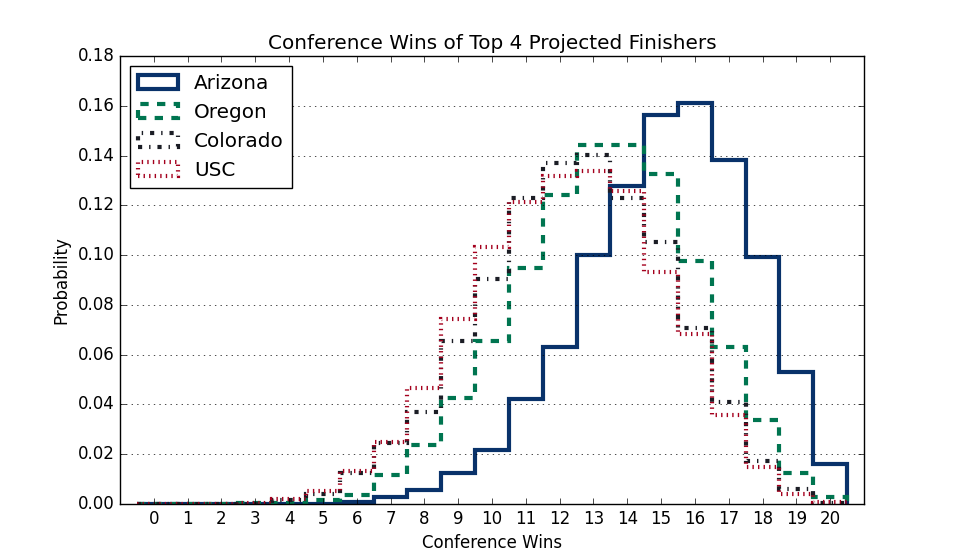 Conference Wins of Top 4 Projected Finishers
0.18
0.16
0.14
0.12
0.10
0.08
0.06
0.04
0.02
0.00
Probability
Arizona
Oregon
Colorado
USC
0 1 2 3 4 5 6 7 8 9 10 11 12 13 14 15 16 17 18 19 20
Conference Wins